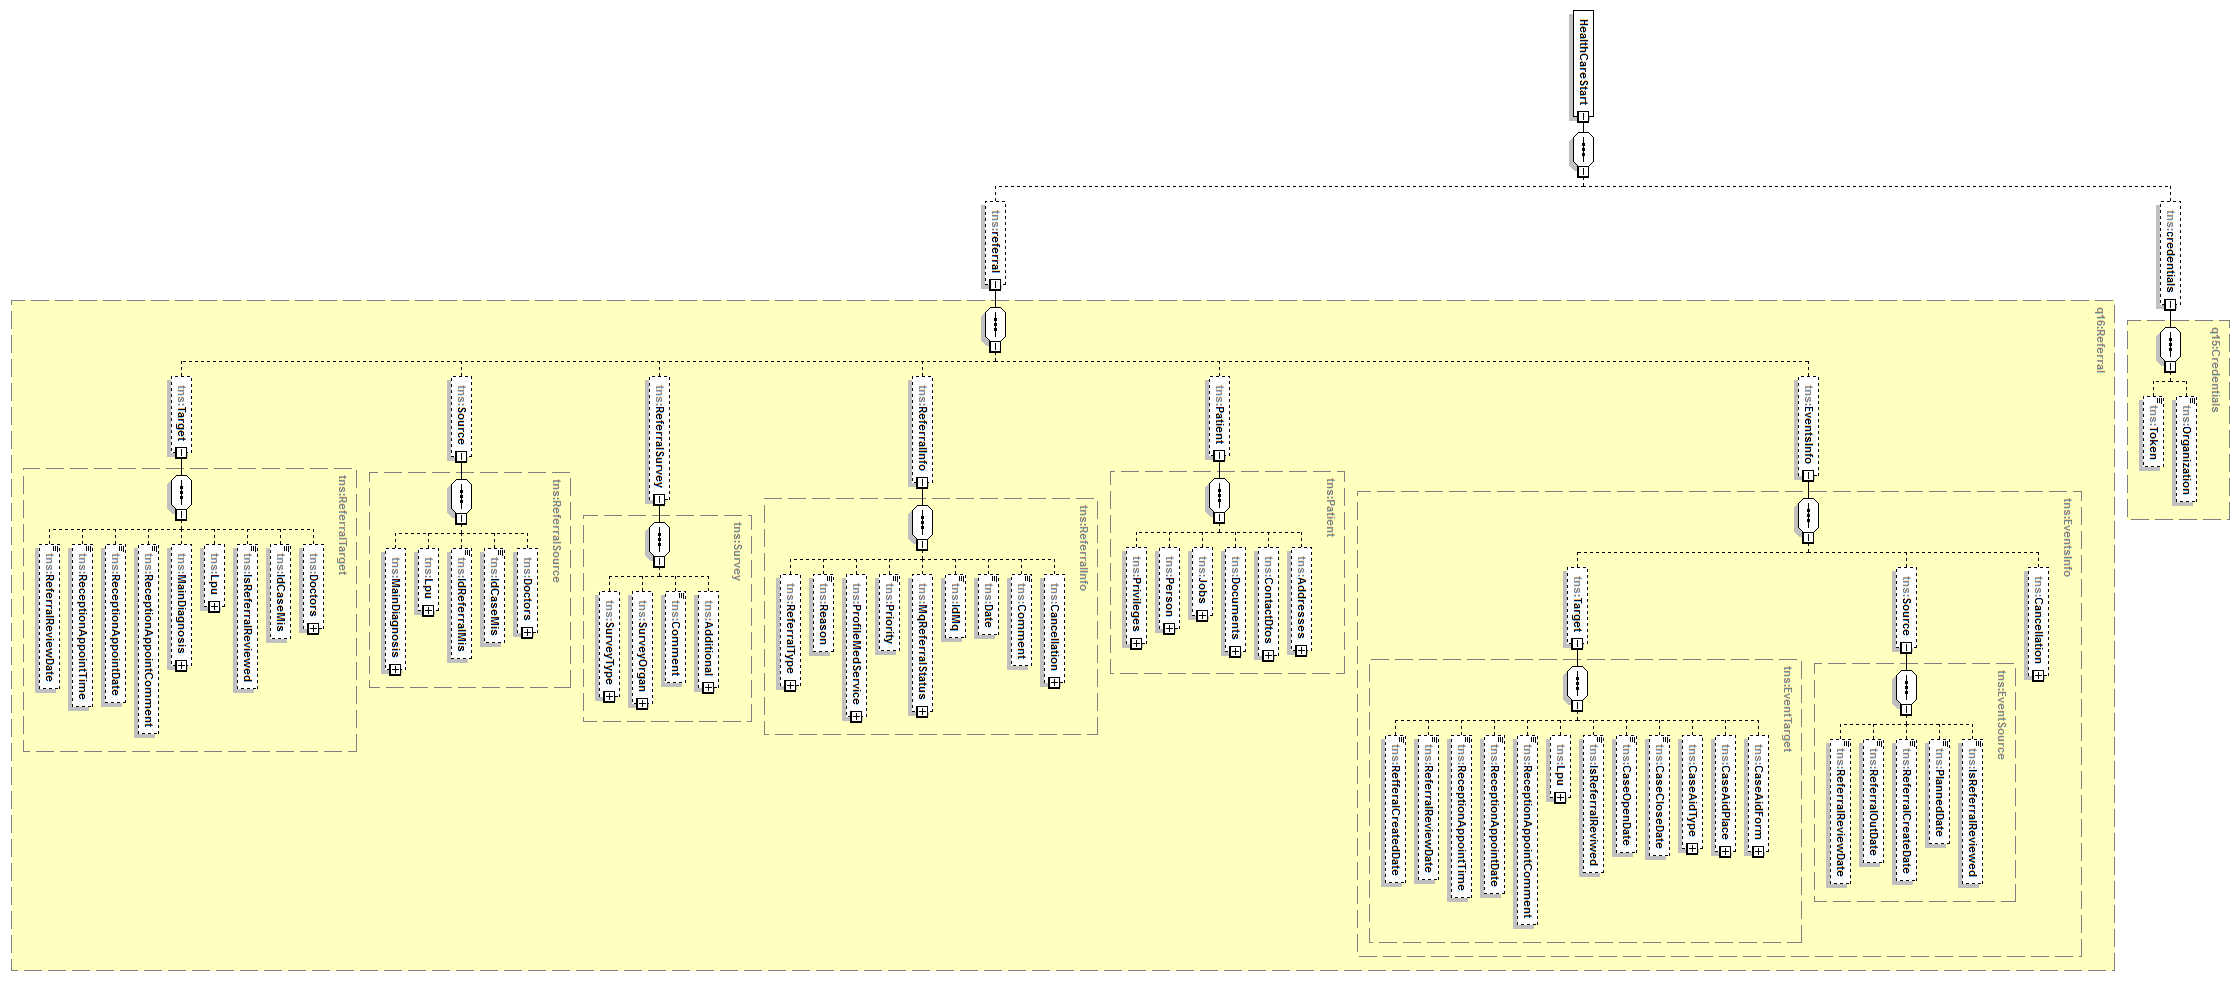 HealthCareStart
tns:credentials
q15:Credentials
tns:Organization
tns:Token
tns:referral
q16:Referral
tns:EventsInfo
tns:EventsInfo
tns:Cancellation
tns:Source
tns:EventSource
tns:IsReferralReviewed
tns:PlannedDate
tns:ReferralCreateDate
tns:ReferralOutDate
tns:ReferralReviewDate
tns:Target
tns:EventTarget
tns:CaseAidForm
tns:CaseAidPlace
tns:CaseAidType
tns:CaseCloseDate
tns:CaseOpenDate
tns:IsReferralReviwed
tns:Lpu
tns:ReceptionAppointComment
tns:ReceptionAppointDate
tns:ReceptionAppointTime
tns:ReferralReviewDate
tns:RefferalCreatedDate
tns:Patient
tns:Patient
tns:Addresses
tns:ContactDtos
tns:Documents
tns:Jobs
tns:Person
tns:Privileges
tns:ReferralInfo
tns:ReferralInfo
tns:Cancellation
tns:Comment
tns:Date
tns:IdMq
tns:MqReferralStatus
tns:Priority
tns:ProfileMedService
tns:Reason
tns:ReferralType
tns:ReferralSurvey
tns:Survey
tns:Additional
tns:Comment
tns:SurveyOrgan
tns:SurveyType
tns:Source
tns:ReferralSource
tns:Doctors
tns:IdCaseMis
tns:IdReferralMis
tns:Lpu
tns:MainDiagnosis
tns:Target
tns:ReferralTarget
tns:Doctors
tns:IdCaseMis
tns:IsReferralReviewed
tns:Lpu
tns:MainDiagnosis
tns:ReceptionAppointComment
tns:ReceptionAppointDate
tns:ReceptionAppointTime
tns:ReferralReviewDate